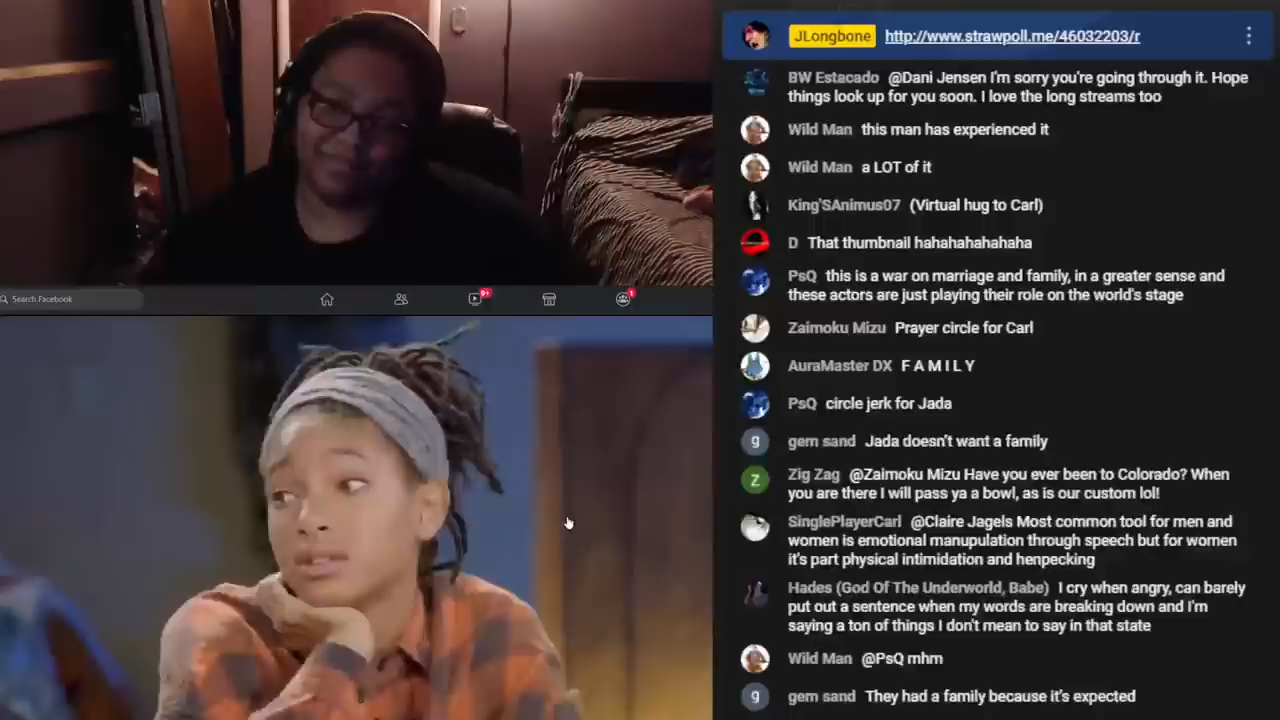 JLongbone http://www.strawpoll.me/46032203/r
BW Estacado @Dani Jensen I'm sorry you're going through it. Hope
things look up for you soon. I love the long streams too
Wild Man this man has experienced it
Wild Man a LOT of it
King'SAnimus07 (Virtual hug to Carl)
D That thumbnail hahahahahahaha
PsQ this is a war on marriage and family, in a greater sense and
these actors are just playing their role on the world's stage
Zaimoku Mizu Prayer circle for Carl
AuraMaster DX F A M I L Y
PsQ circle jerk for Jada
g gem sand Jada doesn't want a family
Z Zig Zag @Zaimoku Mizu Have you ever been to Colorado? When
you are there I will pass ya a bowl, as is our custom lol!
SinglePlayerCarl @Claire Jagels Most common tool for men and
women is emotional manupulation through speech but for women
it's part physical intimidation and henpecking
Hades (God Of The Underworld, Babe) I cry when angry, can barely
put out a sentence when my words are breaking down and I'm
saying a ton of things I don't mean to say in that state
Wild Man @PsQ mhm
g gem sand They had a family because it's expected
Search Facebook
9+
1